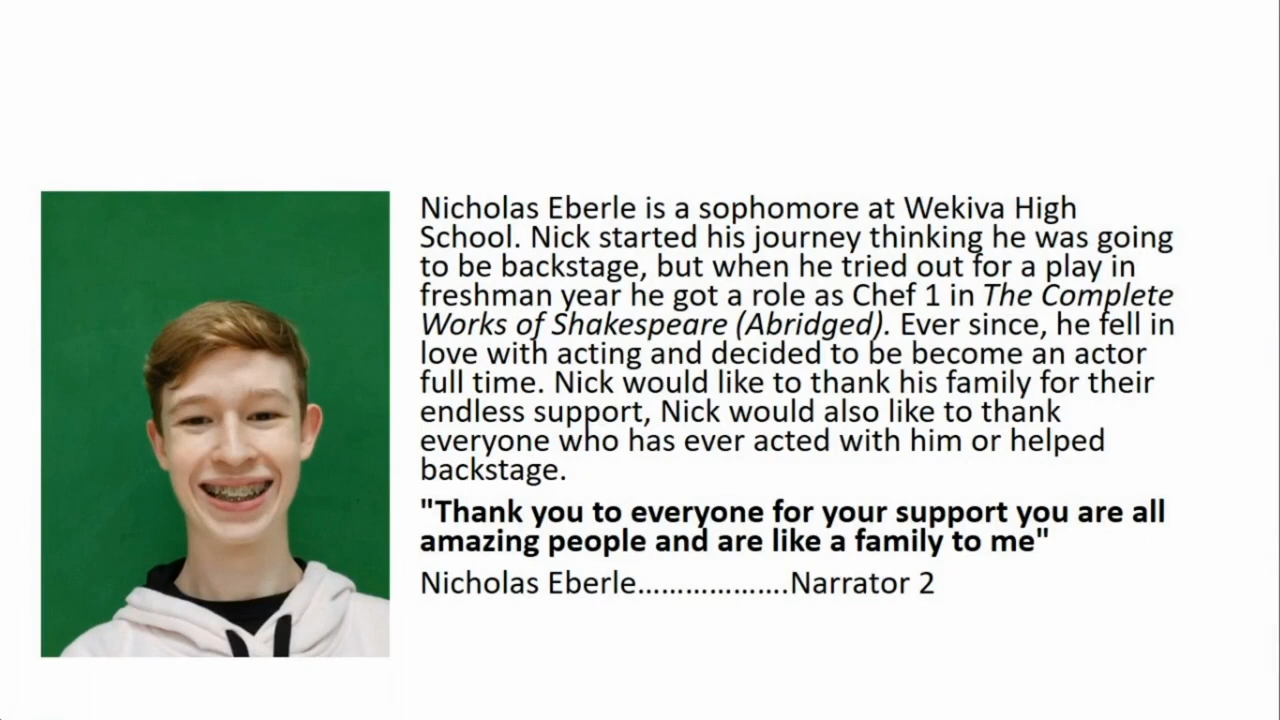 Nicholas Eberle is a sophomore at Wekiva High
School. Nick started his journey thinking he was going
to be backstage, but when he tried out for a play in
freshman year he got a role as Chef 1 in The Complete
Works of Shakespeare (Abridged). Ever since, he fell in
love with acting and decided to be become an actor
full time. Nick would like to thank his family for their
endless support, Nick would also like to thank
everyone who has ever acted with him or helped
backstage.
"Thank you to everyone for your support you are all
amazing people and are like a family to me"
Nicholas Eberle……………….Narrator 2